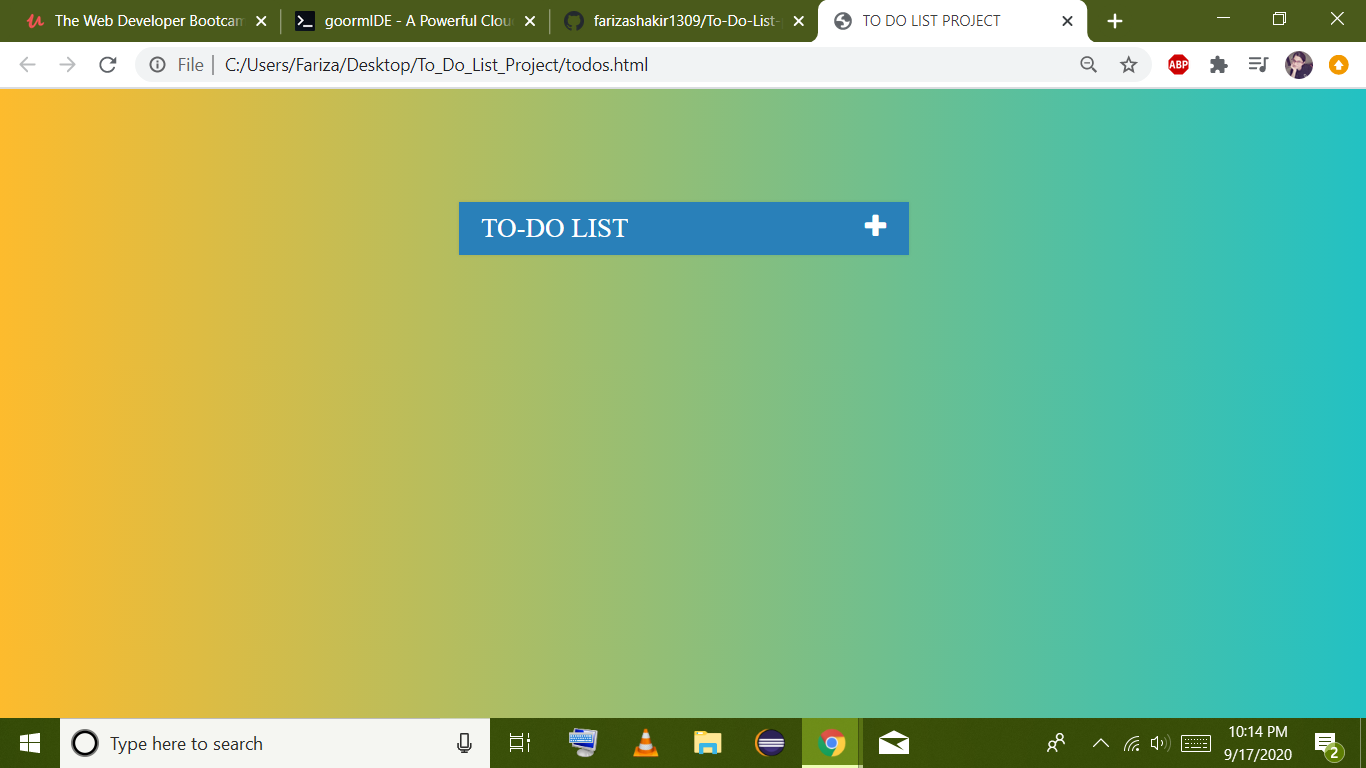 The Web Developer Bootcam
goormIDE - A Powerful Clou
farizashakir1309/To-Do-List-
TO DO LIST PROJECT
File
C:/Users/Fariza/Desktop/To_Do_List_Project/todos.html
ABP
TO-DO LIST
Type here to search
10:14 PM
9/17/2020
2